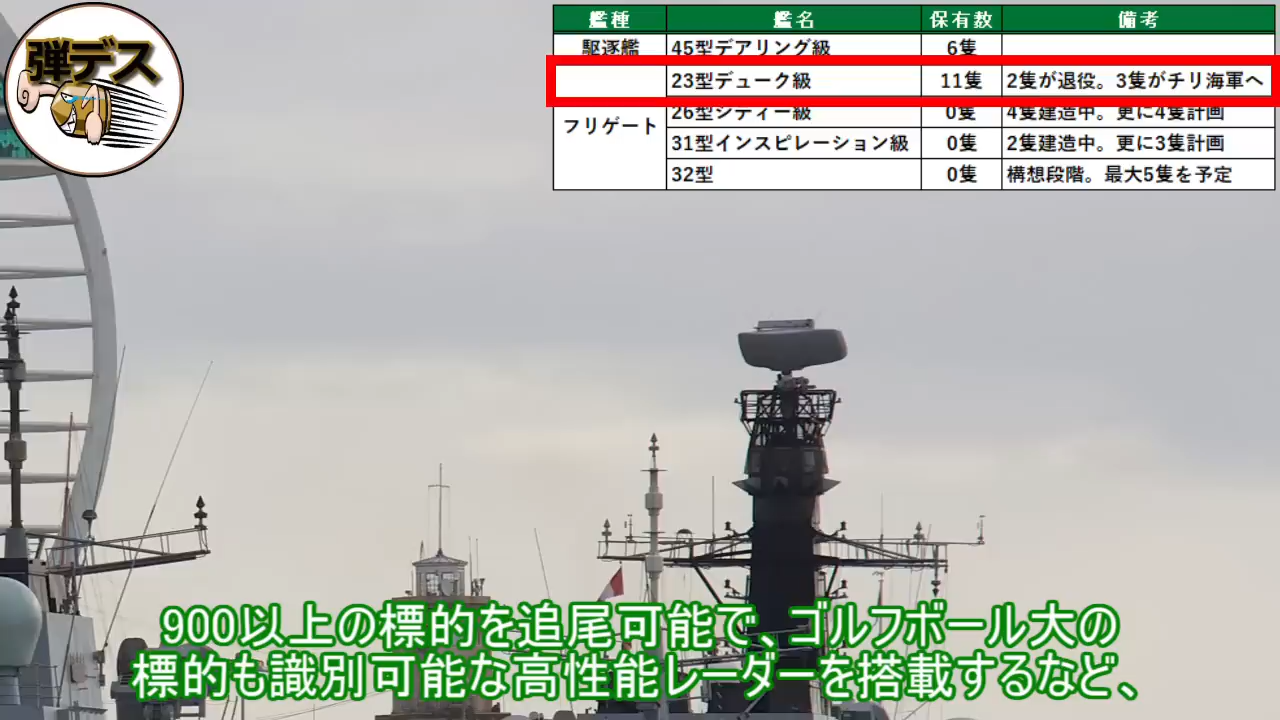 弾デス
艦種 艦名 保有数 備考
駆逐艦 45型デアリング級 6隻
23型デューク級 11隻 2隻が退役。3隻がチリ海軍へ
フリゲート 26型シティー級 0隻 4隻建造中。更に4隻計画
31型インスピレーション級 0隻 2隻建造中。更に3隻計画
32型 0隻 構想段階。最大5隻を予定
900以上の標的を追尾可能で、ゴルフボール大の
標的も識別可能な高性能レーダーを搭載するなど、